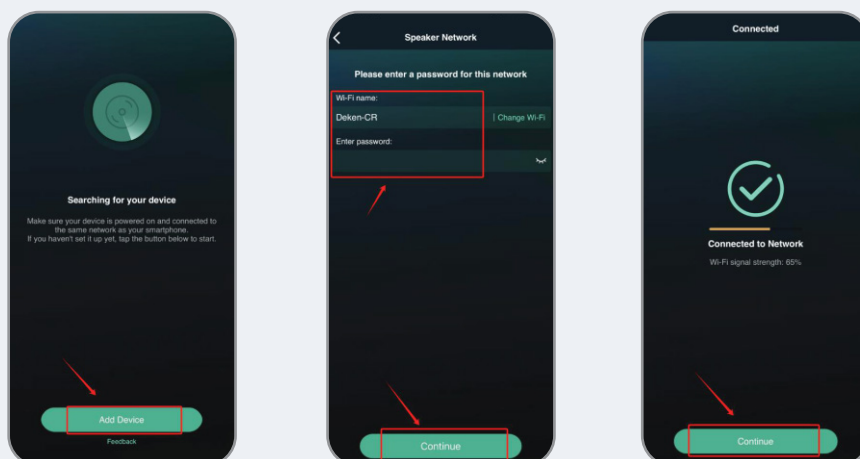 Searching for your device
Make sure your device is powered on and connected to
the same network as your smartphone.
If you haven't set it up yet, tap the button below to start.
Add Device
Feedback
Speaker Network
Please enter a password for this network
Wi-Fi name:
Deken-CR | Change Wi-Fi
Enter password:
Continue
Connected
Connected to Network
Wi-Fi signal strength: 65%
Continue